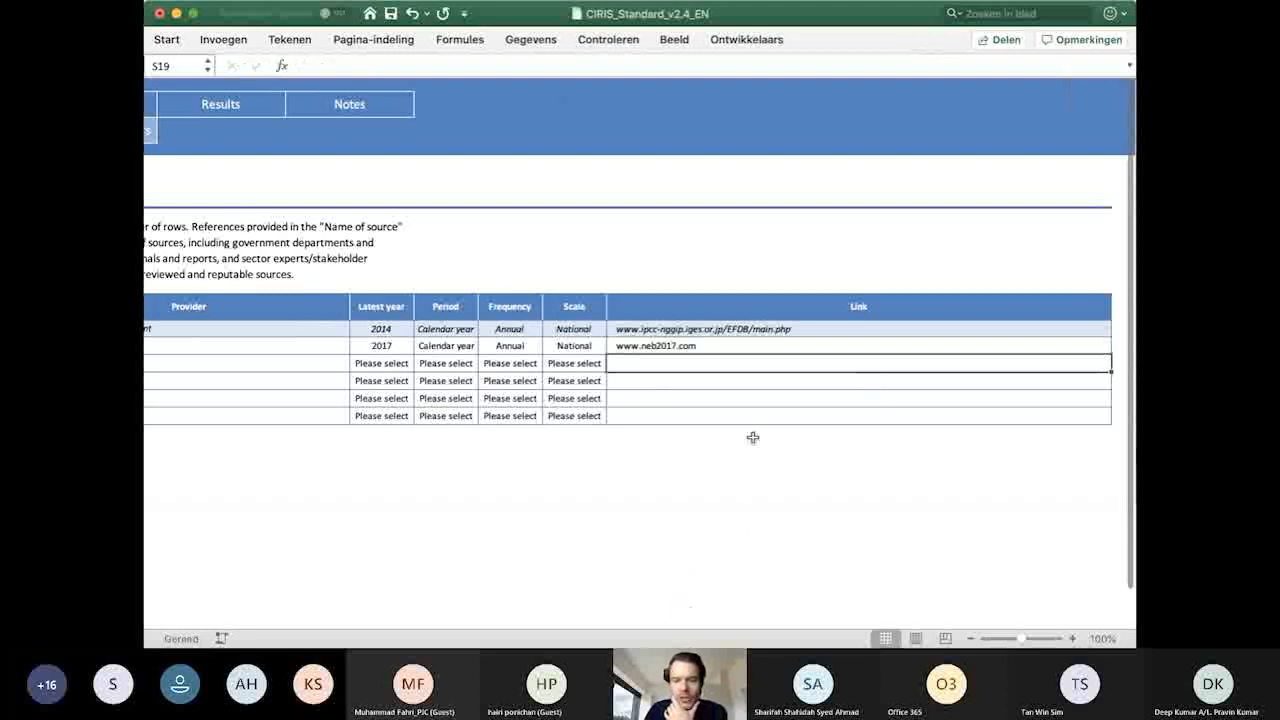 CIRIS_Standard_v2.4_EN
Zoeken in blad
Start Invoegen Tekenen Pagina-indeling Formules Gegevens Controleren Beeld Ontwikkelaars Delen Opmerkingen
S19 fx
Results Notes
rs
r of rows. References provided in the "Name of source"
f sources, including government departments and
nals and reports, and sector experts/stakeholder
reviewed and reputable sources.
Provider Latest year Period Frequency Scale Link
nt 2014 Calendar year Annual National www.ipcc-nggip.iges.or.jp/EFDB/main.php
2017 Calendar year Annual National www.neb2017.com
Please select Please select Please select Please select
Please select Please select Please select Please select
Please select Please select Please select Please select
Please select Please select Please select Please select
Gereed 100%
+16 S AH KS MF HP SA O3 TS DK
Muhammad Fahri_PJC (Guest) hairi ponichan (Guest) Sharifah Shahidah Syed Ahmad Office 365 Tan Win Sim Deep Kumar A/L. Pravin Kumar